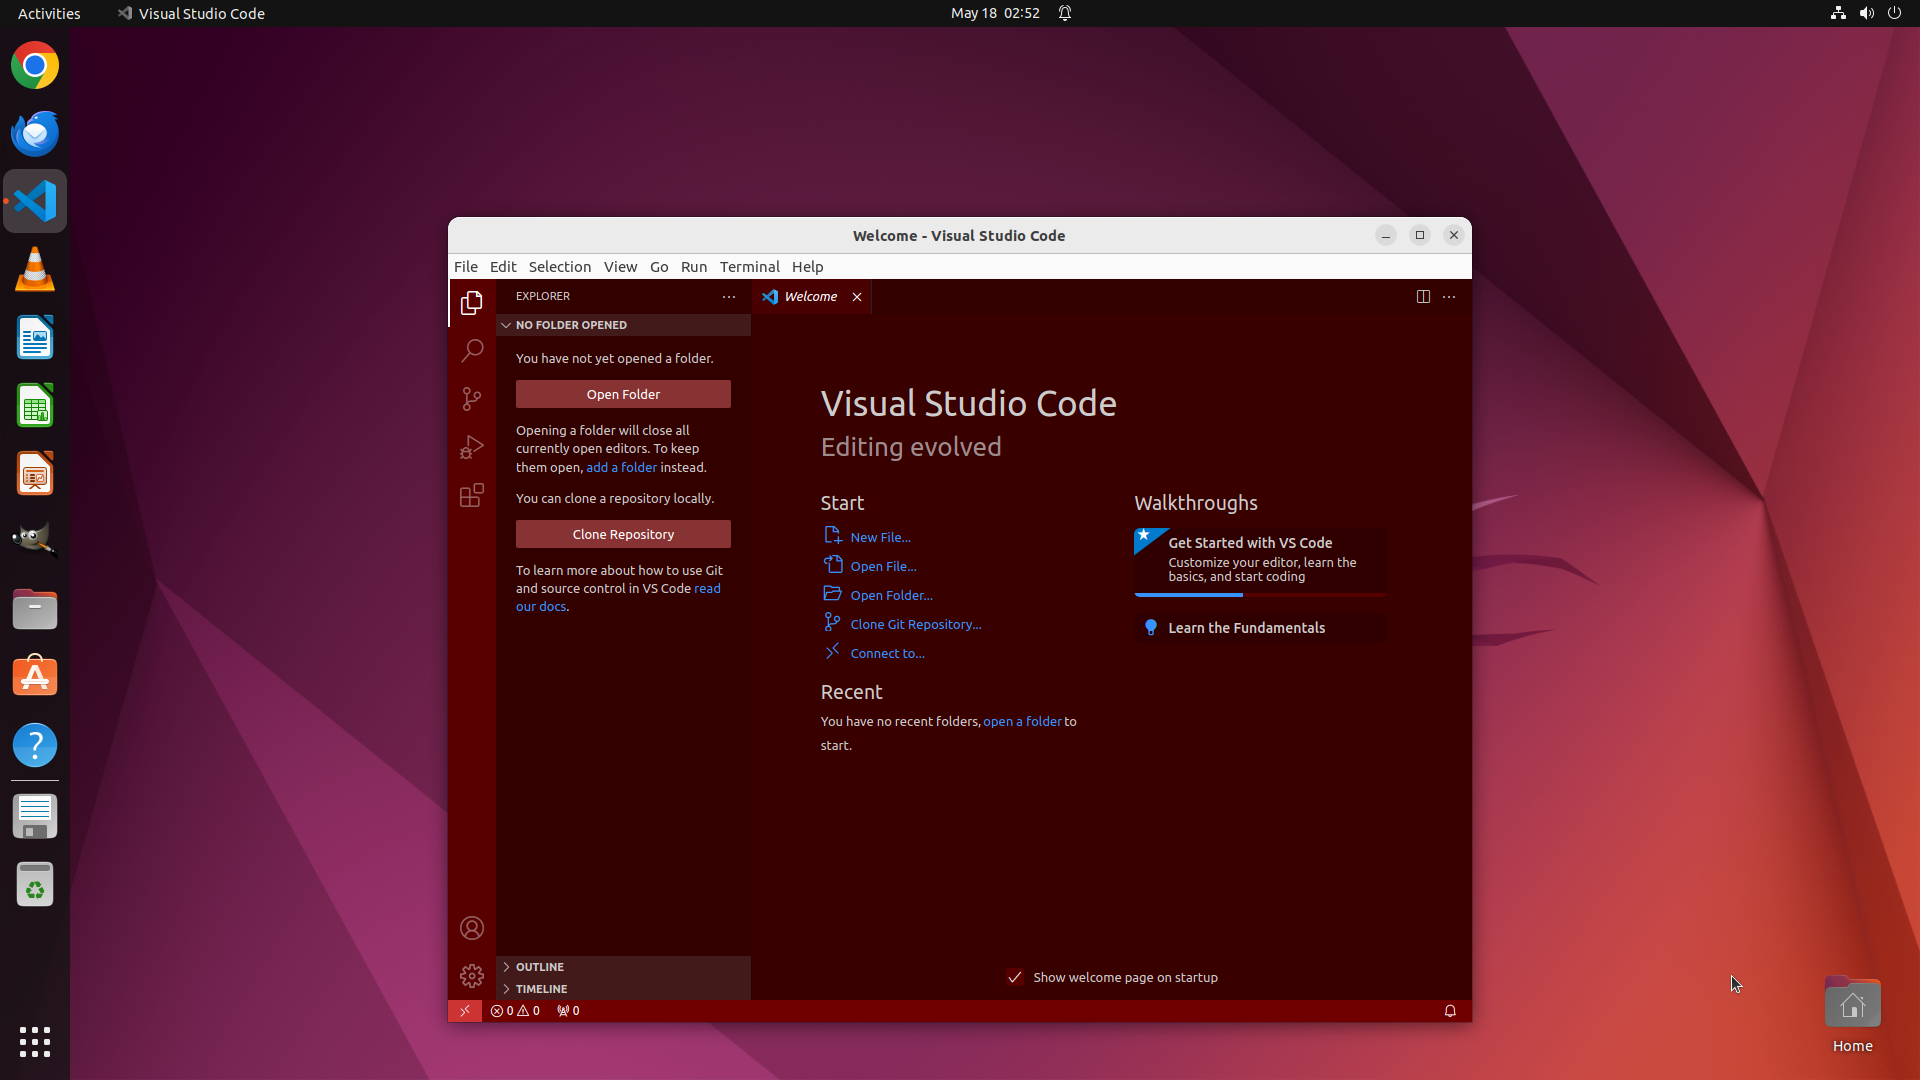 Activities
Visual Studio Code
May 18 02:52
Welcome - Visual Studio Code
File Edit Selection View Go Run Terminal Help
EXPLORER
NO FOLDER OPENED
You have not yet opened a folder.
Open Folder
Opening a folder will close all
currently open editors. To keep
them open, add a folder instead.
You can clone a repository locally.
Clone Repository
To learn more about how to use Git
and source control in VS Code read
our docs.
OUTLINE
TIMELINE
Welcome
Visual Studio Code
Editing evolved
Start
New File...
Open File...
Open Folder...
Clone Git Repository...
Connect to...
Recent
You have no recent folders, open a folder to
start.
Walkthroughs
Get Started with VS Code
Customize your editor, learn the
basics, and start coding
Learn the Fundamentals
Show welcome page on startup
0 0 0
Home